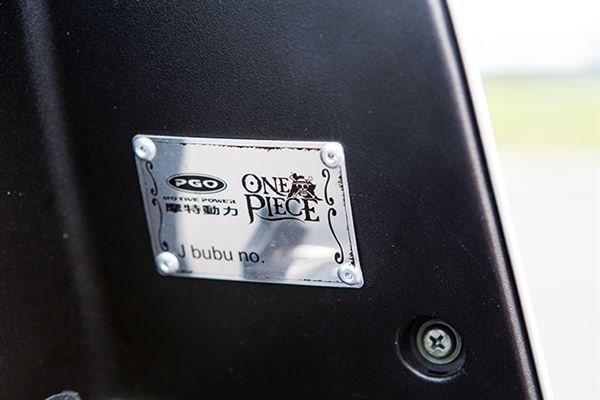 PGO
MOTIVE POWER
摩特動力
ONE
PIECE
J bubu no.